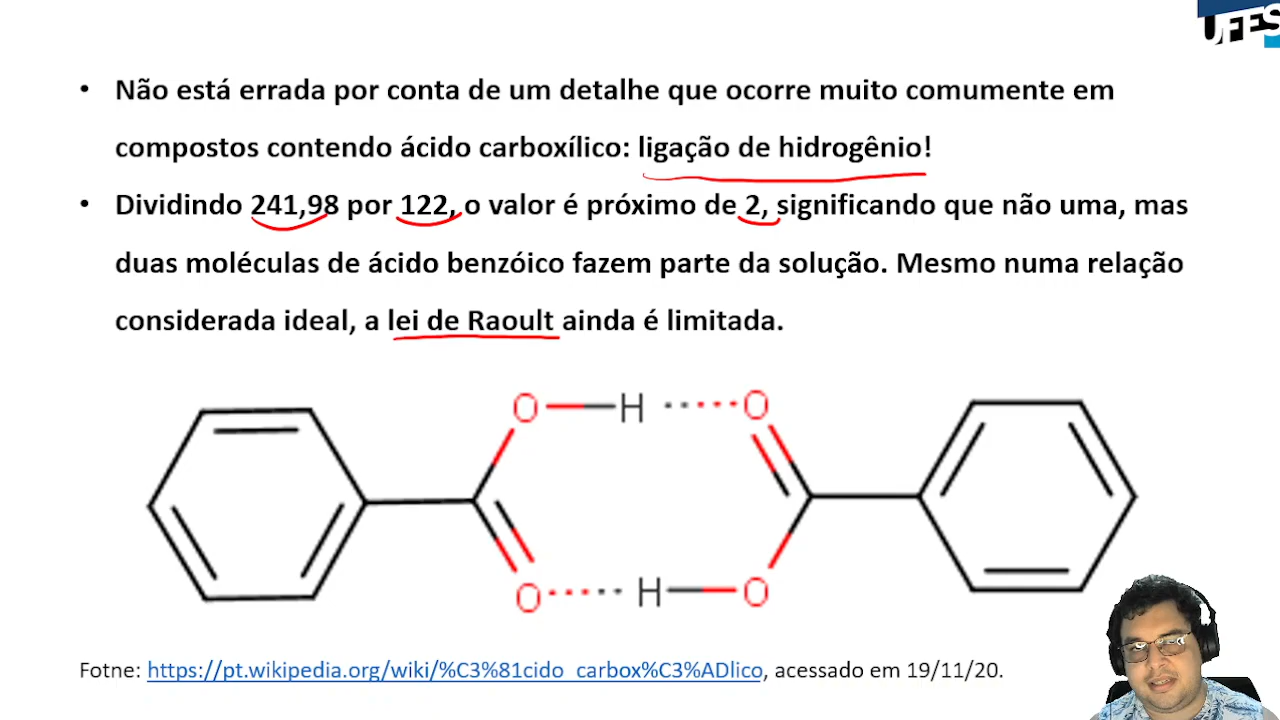 UFES
• Não está errada por conta de um detalhe que ocorre muito comumente em
compostos contendo ácido carboxílico: ligação de hidrogênio!
• Dividindo 241,98 por 122, o valor é próximo de 2, significando que não uma, mas
duas moléculas de ácido benzóico fazem parte da solução. Mesmo numa relação
considerada ideal, a lei de Raoult ainda é limitada.
O H O
O H O
Fotne: https://pt.wikipedia.org/wiki/%C3%81cido_carbox%C3%ADlico, acessado em 19/11/20.